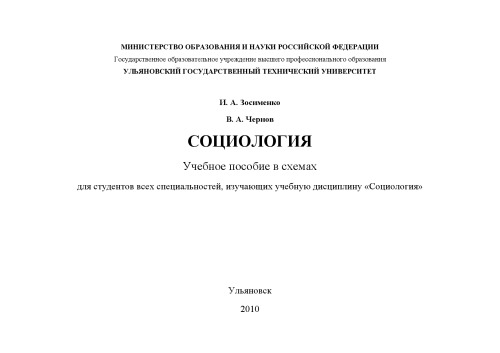 МИНИСТЕРСТВО ОБРАЗОВАНИЯ И НАУКИ РОССИЙСКОЙ ФЕДЕРАЦИИ
Государственное образовательное учреждение высшего профессионального образования
УЛЬЯНОВСКИЙ ГОСУДАРСТВЕННЫЙ ТЕХНИЧЕСКИЙ УНИВЕРСИТЕТ
И. А. Зосименко
В. А. Чернов
СОЦИОЛОГИЯ
Учебное пособие в схемах
для студентов всех специальностей, изучающих учебную дисциплину «Социология»
Ульяновск
2010